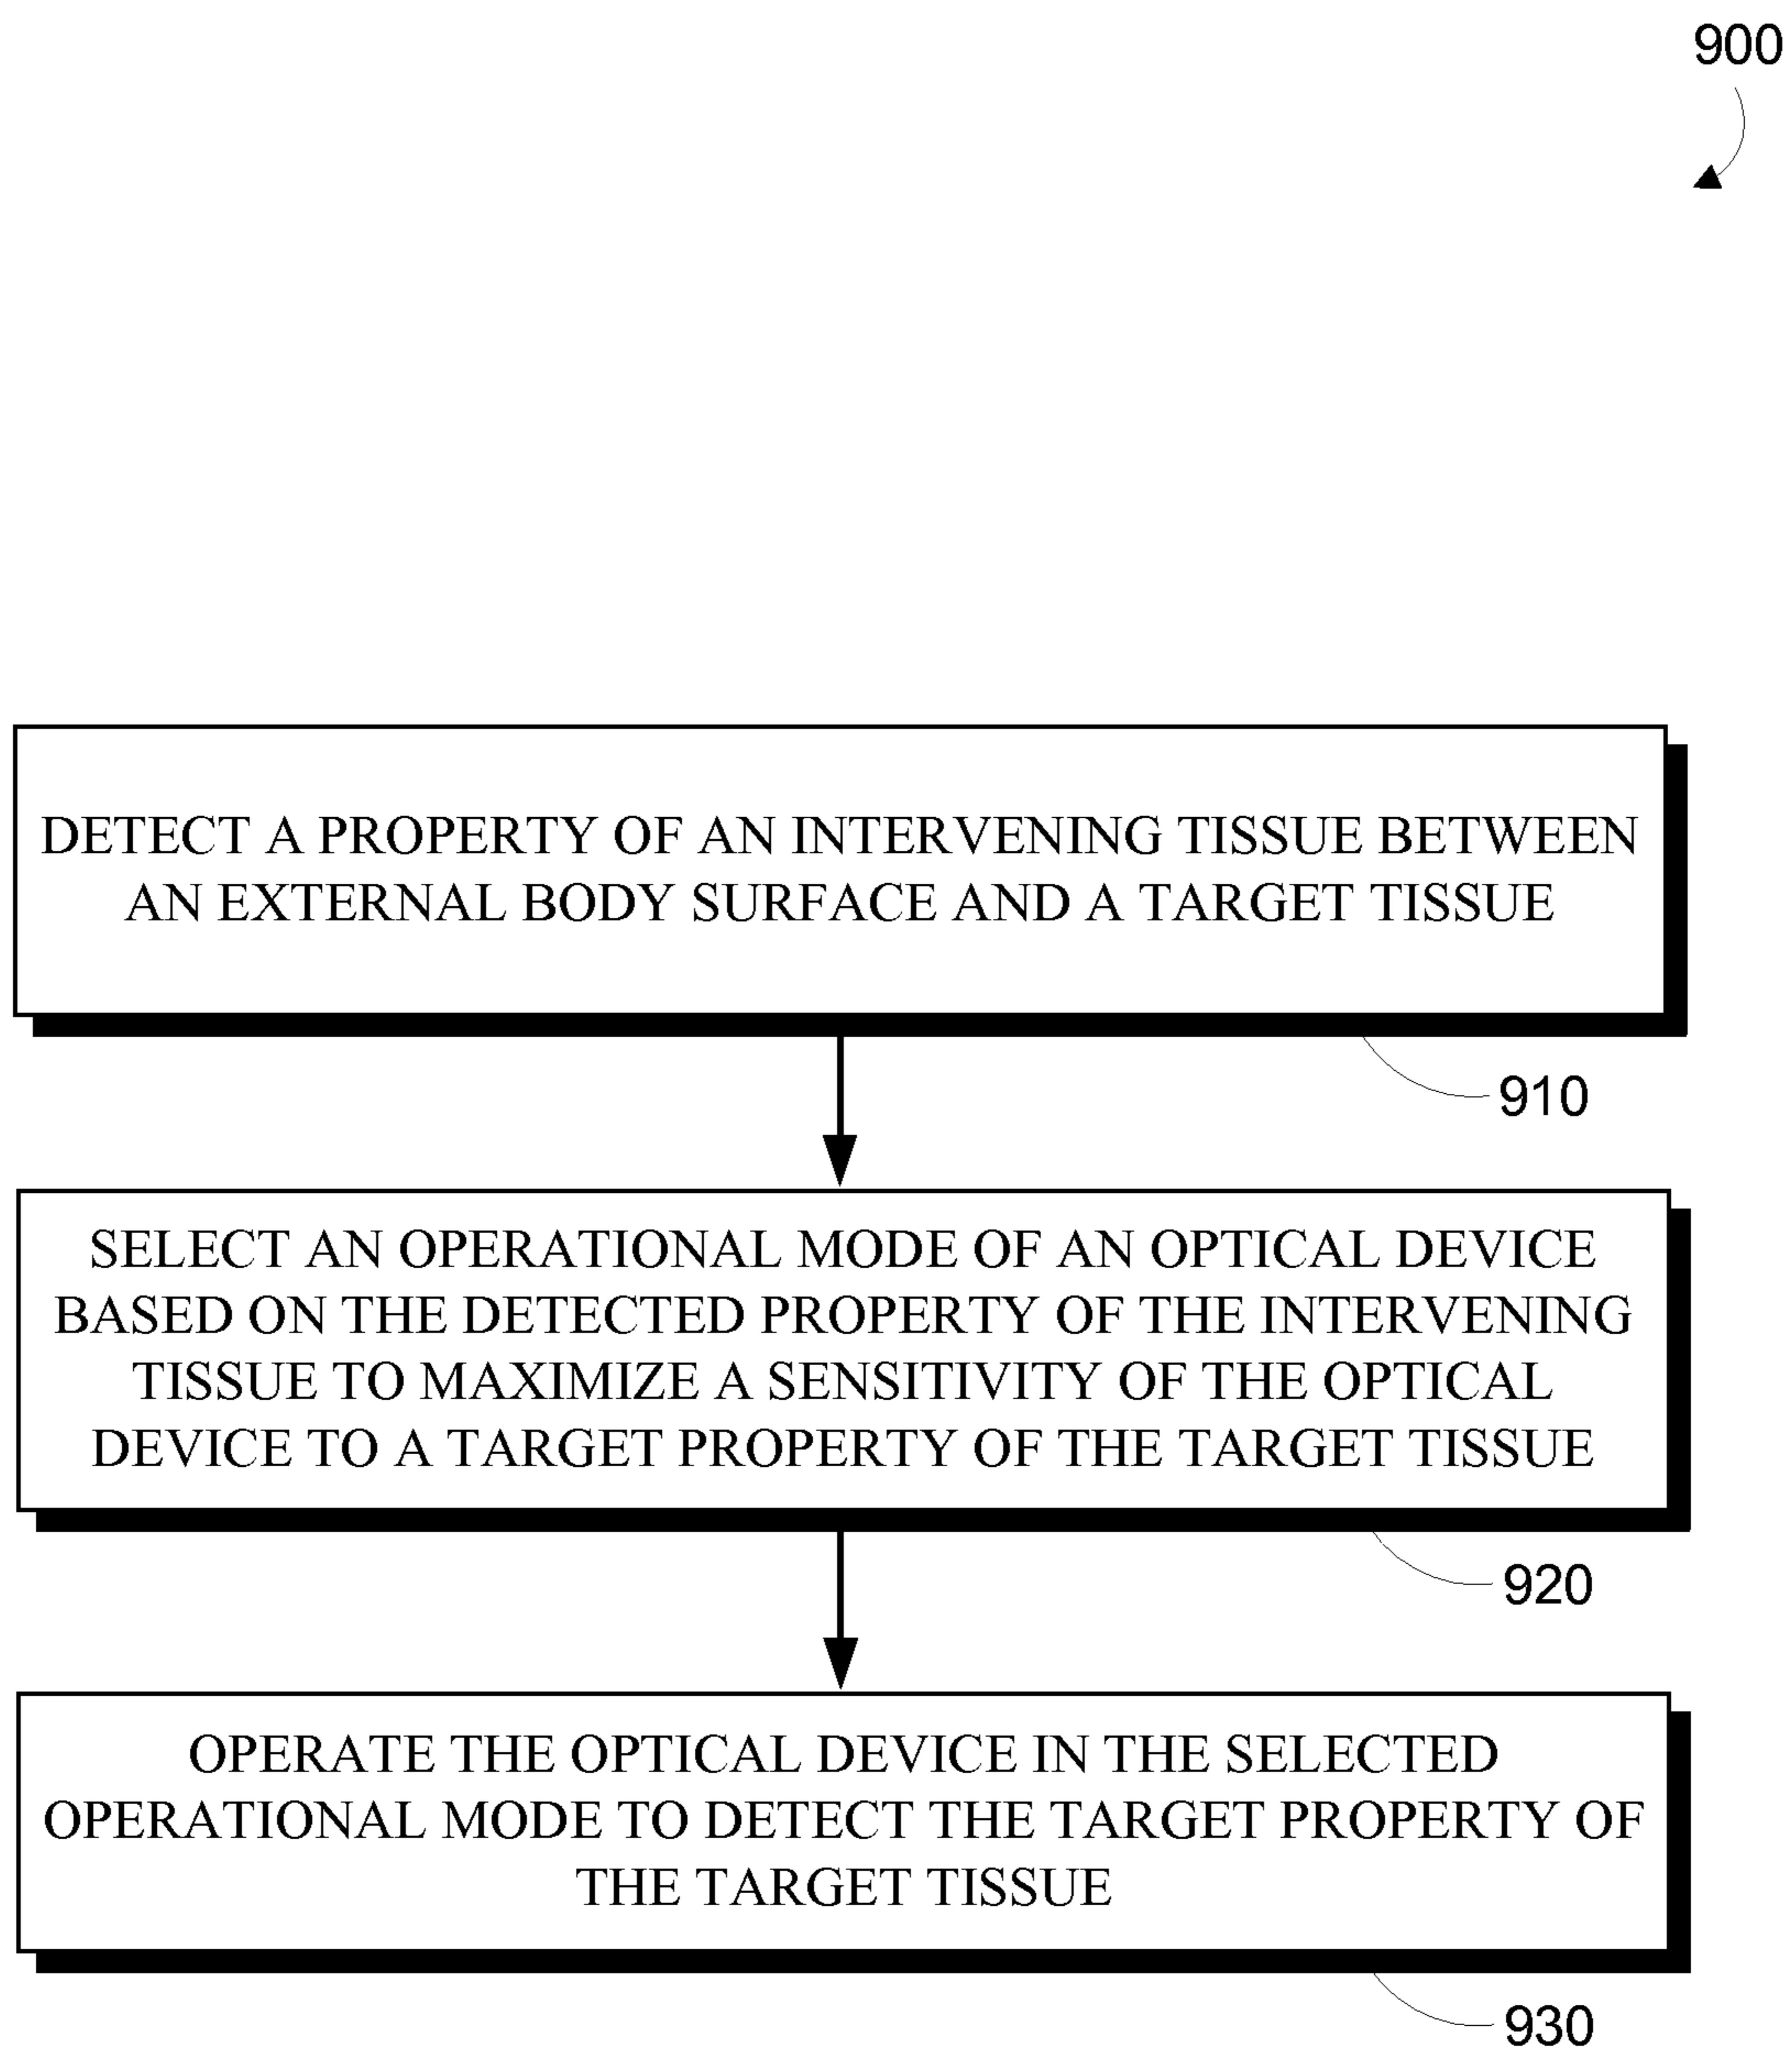 900
DETECT A PROPERTY OF AN INTERVENING TISSUE BETWEEN
AN EXTERNAL BODY SURFACE AND A TARGET TISSUE
910
SELECT AN OPERATIONAL MODE OF AN OPTICAL DEVICE
BASED ON THE DETECTED PROPERTY OF THE INTERVENING
TISSUE TO MAXIMIZE A SENSITIVITY OF THE OPTICAL
DEVICE TO A TARGET PROPERTY OF THE TARGET TISSUE
920
OPERATE THE OPTICAL DEVICE IN THE SELECTED
OPERATIONAL MODE TO DETECT THE TARGET PROPERTY OF
THE TARGET TISSUE
930